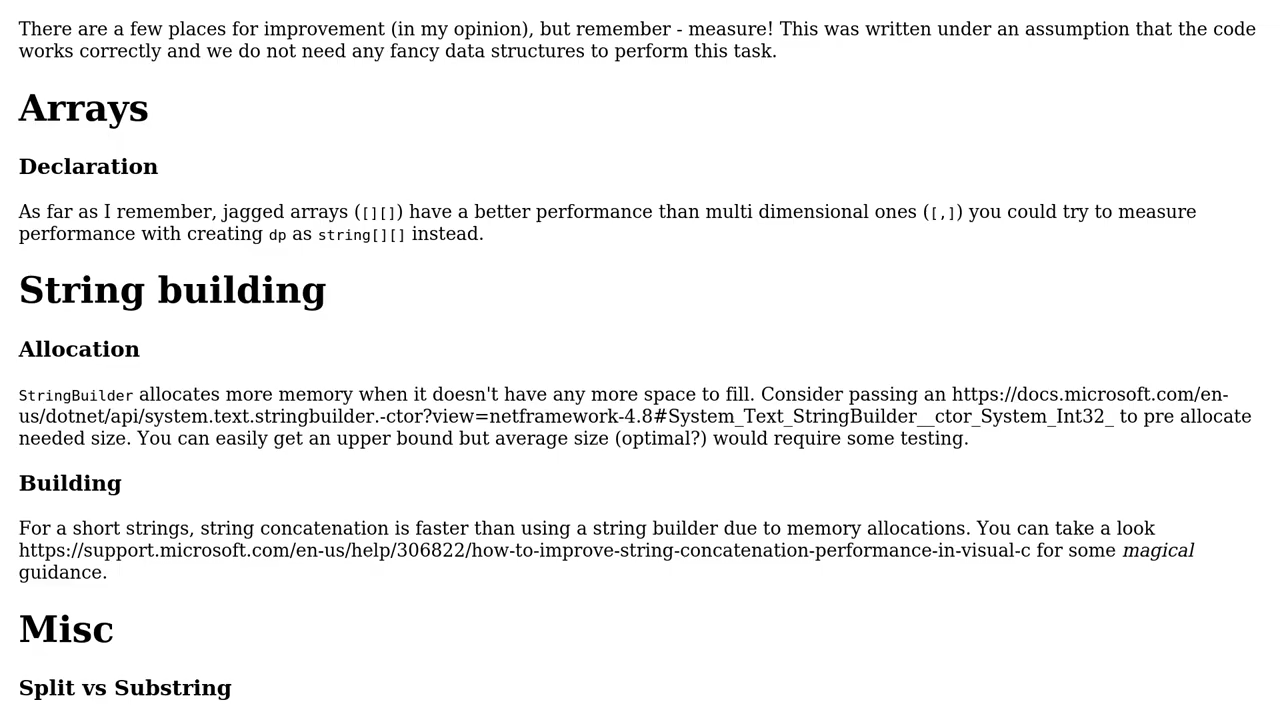 There are a few places for improvement (in my opinion), but remember - measure! This was written under an assumption that the code
works correctly and we do not need any fancy data structures to perform this task.
Arrays
Declaration
As far as I remember, jagged arrays ([][]) have a better performance than multi dimensional ones ([,]) you could try to measure
performance with creating dp as string[][] instead.
String building
Allocation
StringBuilder allocates more memory when it doesn't have any more space to fill. Consider passing an https://docs.microsoft.com/en-
us/dotnet/api/system.text.stringbuilder.-ctor?view=netframework-4.8#System_Text_StringBuilder__ctor_System_Int32_ to pre allocate
needed size. You can easily get an upper bound but average size (optimal?) would require some testing.
Building
For a short strings, string concatenation is faster than using a string builder due to memory allocations. You can take a look
https://support.microsoft.com/en-us/help/306822/how-to-improve-string-concatenation-performance-in-visual-c for some magical
guidance.
Misc
Split vs Substring